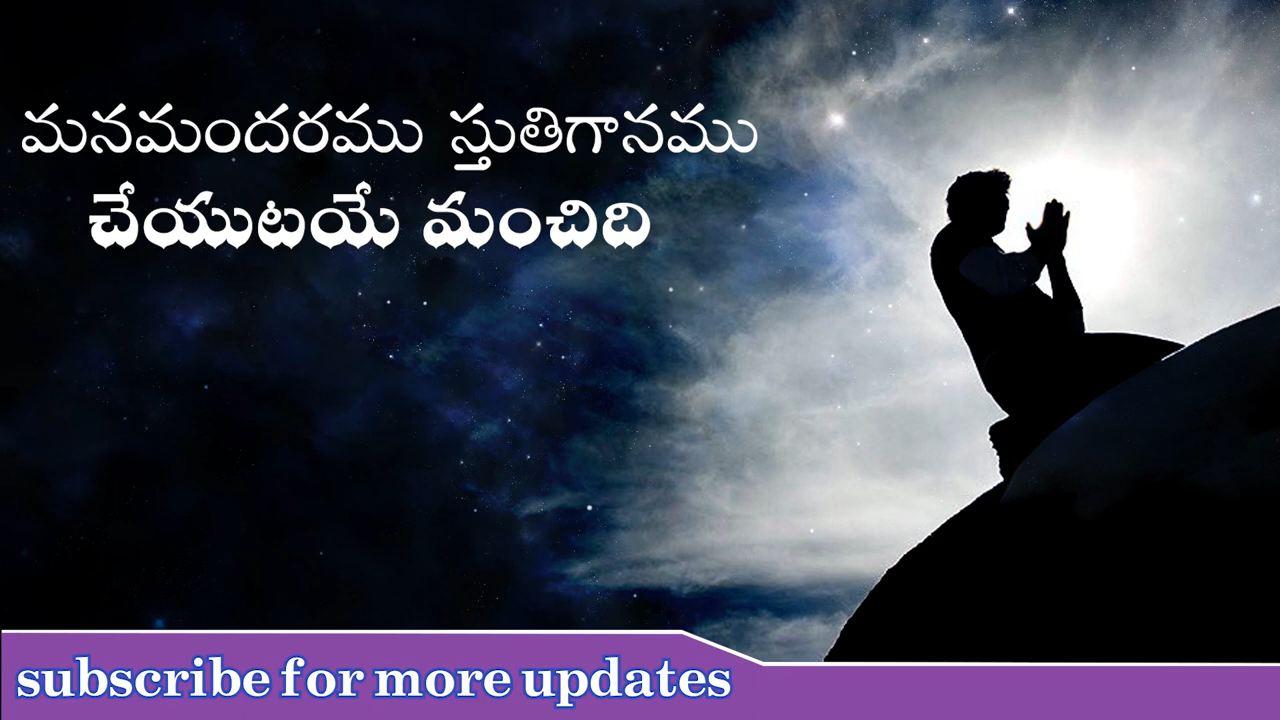 మనమందరము స్తుతిగానము
చేయుటయే మంచిది
subscribe for more updates